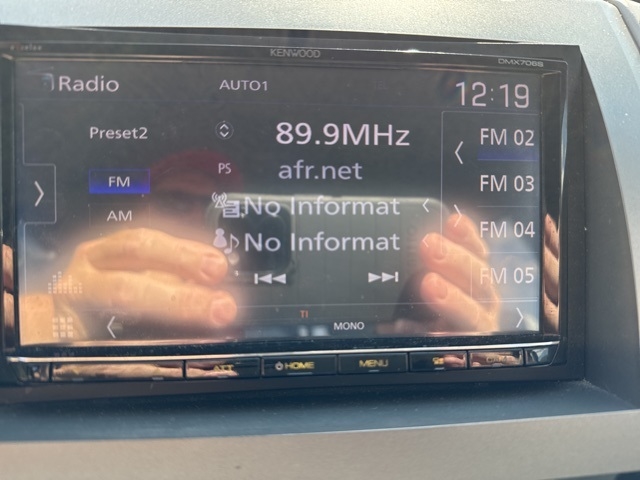 KENWOOD
DMX706S
Radio
AUTO1
12:19
Preset2
89.9MHz
FM 02
PS
afr.net
FM
FM 03
AM
No Informat
FM 04
No Informat
FM 05
TI
MONO
ATT
HOME
MENU